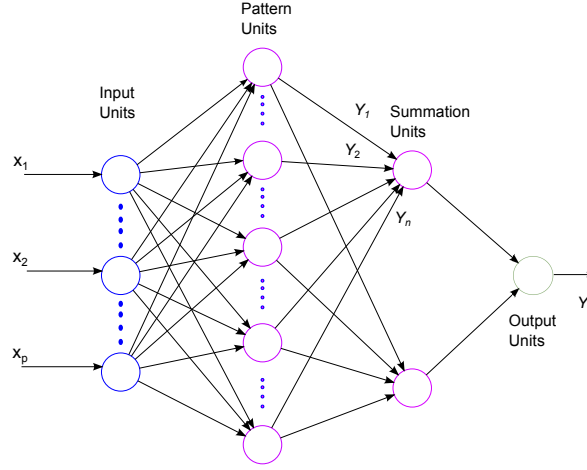 Pattern
Units
Input
Units
Y1
Summation
Units
x1
Y2
Yn
x2
Output
Units
Y
xp